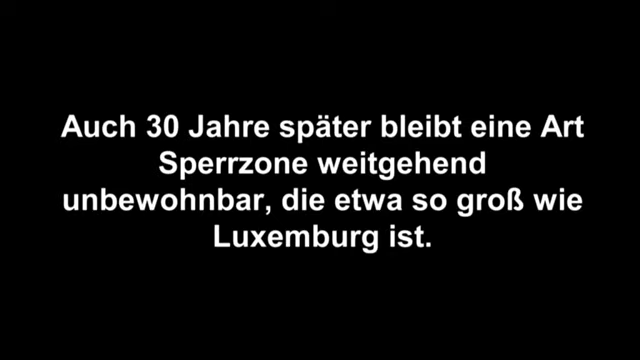 Auch 30 Jahre später bleibt eine Art
Sperrzone weitgehend
unbewohnbar, die etwa so groß wie
Luxemburg ist.